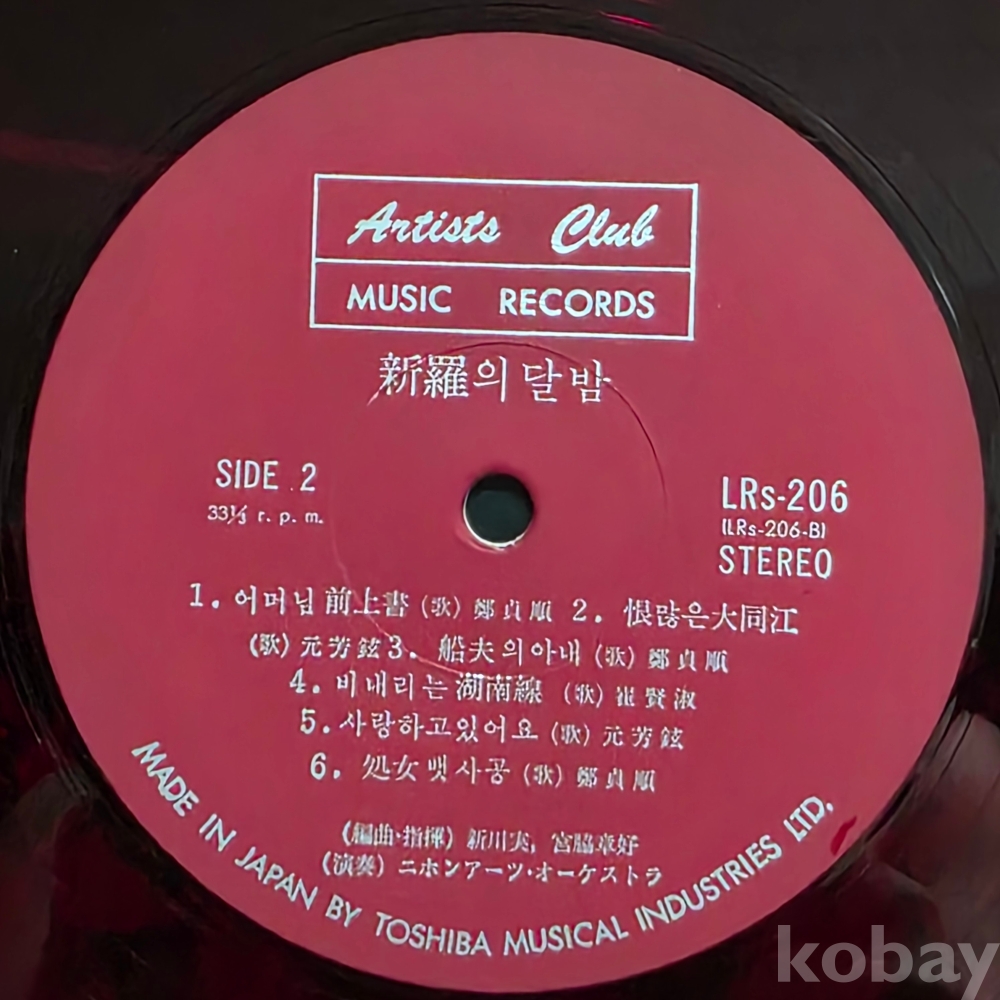 Artists Club
MUSIC RECORDS
新羅의 달밤
SIDE 2
33⅓ r. p. m.
LRs-206
(LRs-206-B)
STEREO
1. 어머님 前上書 (歌) 鄭貞順 2. 恨많은大同江
(歌) 元芳鉉 3. 船夫의아내 (歌) 鄭貞順
4. 비내리는 湖南線 (歌) 崔賢淑
5. 사랑하고있어요 (歌) 元芳鉉
6. 処女뱃사공 (歌) 鄭貞順
(編曲・指揮) 新川実, 宮脇章好
(演奏) ニホンアーツ・オーケストラ
MADE IN JAPAN BY TOSHIBA MUSICAL INDUSTRIES LTD.
kobay